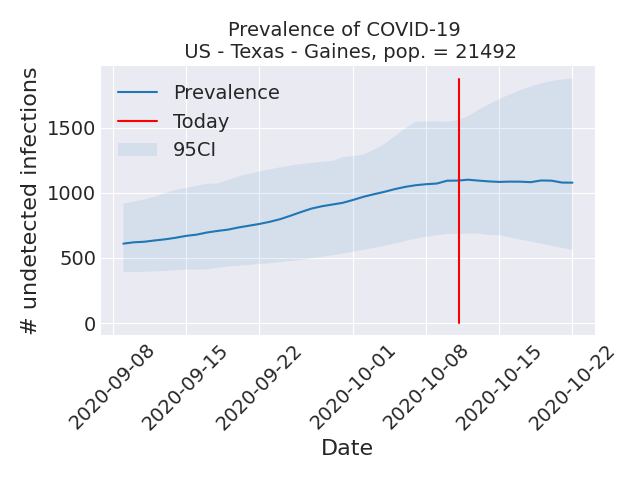 Prevalence of COVID-19
US - Texas - Gaines, pop. = 21492
# undetected infections
1500
1000
500
0
Prevalence
Today
95CI
2020-09-08
2020-09-15
2020-09-22
2020-10-01
2020-10-08
2020-10-15
2020-10-22
Date